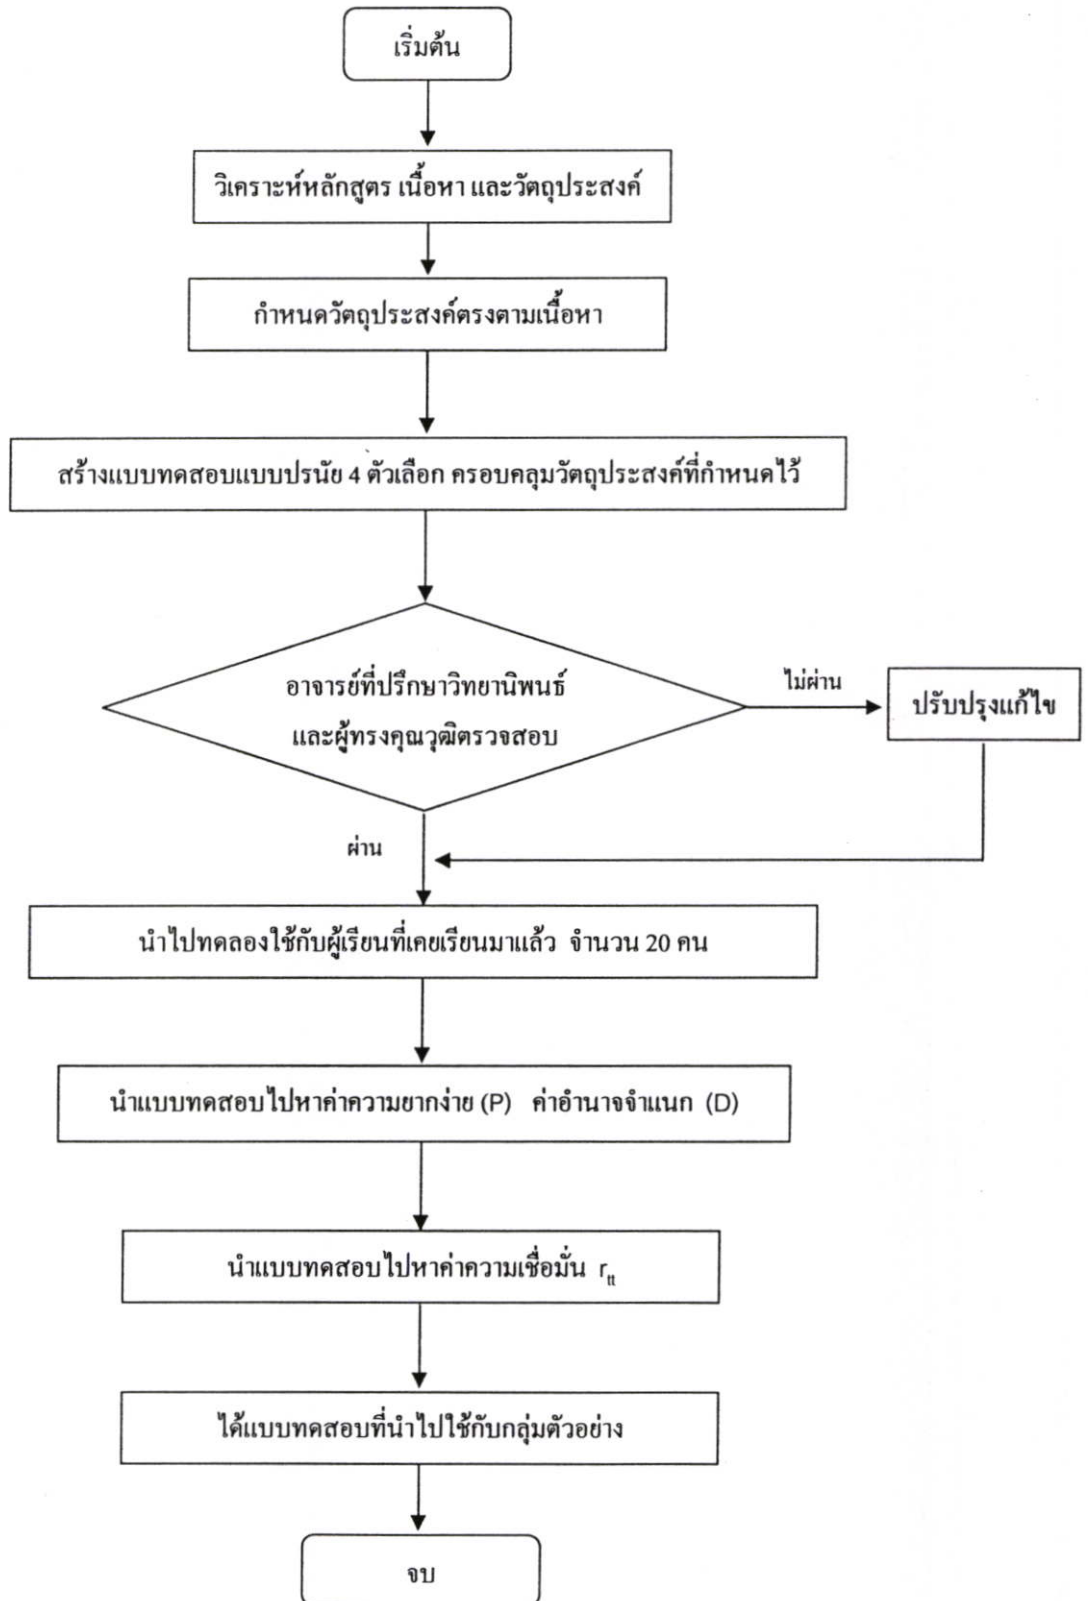 เริ่มต้น
วิเคราะห์หลักสูตร เนื้อหา และวัตถุประสงค์
กำหนดวัตถุประสงค์ตรงตามเนื้อหา
สร้างแบบทดสอบแบบปรนัย 4 ตัวเลือก ครอบคลุมวัตถุประสงค์ที่กำหนดไว้
อาจารย์ที่ปรึกษาวิทยานิพนธ์
และผู้ทรงคุณวุฒิตรวจสอบ
ไม่ผ่าน
ปรับปรุงแก้ไข
ผ่าน
นำไปทดลองใช้กับผู้เรียนที่เคยเรียนมาแล้ว จำนวน 20 คน
นำแบบทดสอบไปหาค่าความยากง่าย (P) ค่าอำนาจจำแนก (D)
นำแบบทดสอบไปหาค่าความเชื่อมั่น r_tt
ได้แบบทดสอบที่นำไปใช้กับกลุ่มตัวอย่าง
จบ